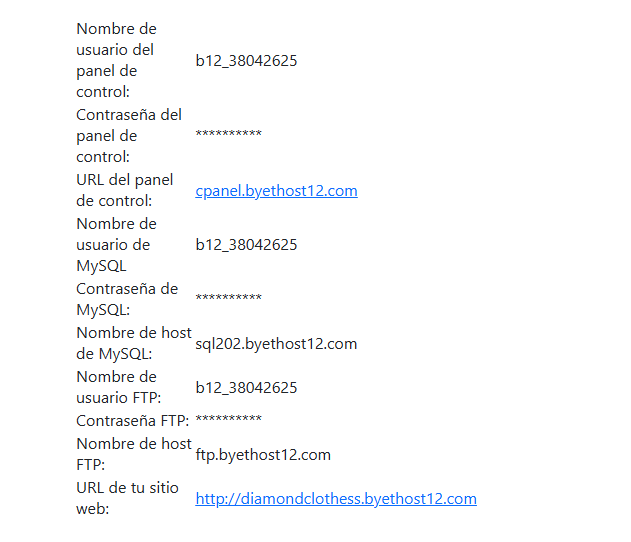 Nombre de
usuario del
panel de
control:
b12_38042625
Contraseña del
panel de
control:
**********
URL del panel
de control:
cpanel.byethost12.com
Nombre de
usuario de
MySQL
b12_38042625
Contraseña de
MySQL:
**********
Nombre de host
de MySQL:
sql202.byethost12.com
Nombre de
usuario FTP:
b12_38042625
Contraseña FTP: **********
Nombre de host
FTP:
ftp.byethost12.com
URL de tu sitio
web:
http://diamondclothess.byethost12.com